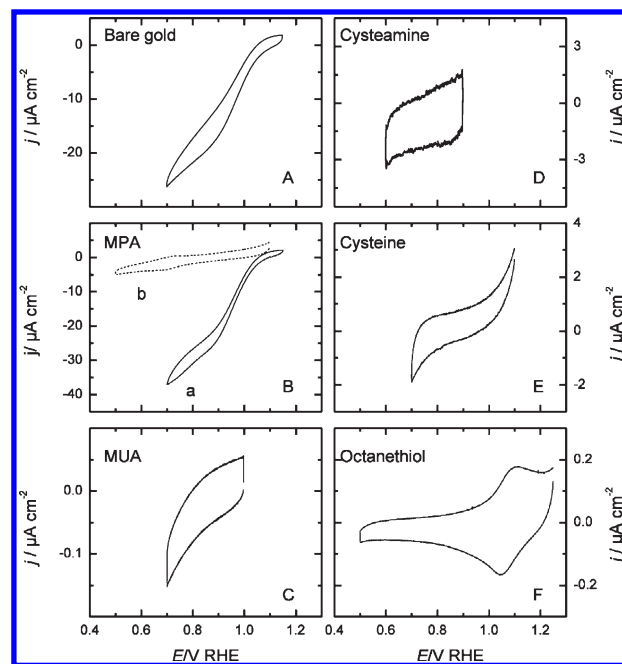 Bare gold
j / µA cm-2
0
-10
-20
A
Cysteamine
j / µA cm-2
3
0
-3
D
MPA
j/ µA cm-2
0
-10
-20
-30
-40
b
a
B
Cysteine
j / µA cm-2
4
2
0
-2
E
MUA
j / µA cm-2
0.0
-0.1
C
Octanethiol
j / µA cm-2
0.2
0.0
-0.2
F
0.4 0.6 0.8 1.0 1.2
E/V RHE
0.4 0.6 0.8 1.0 1.2
E/V RHE